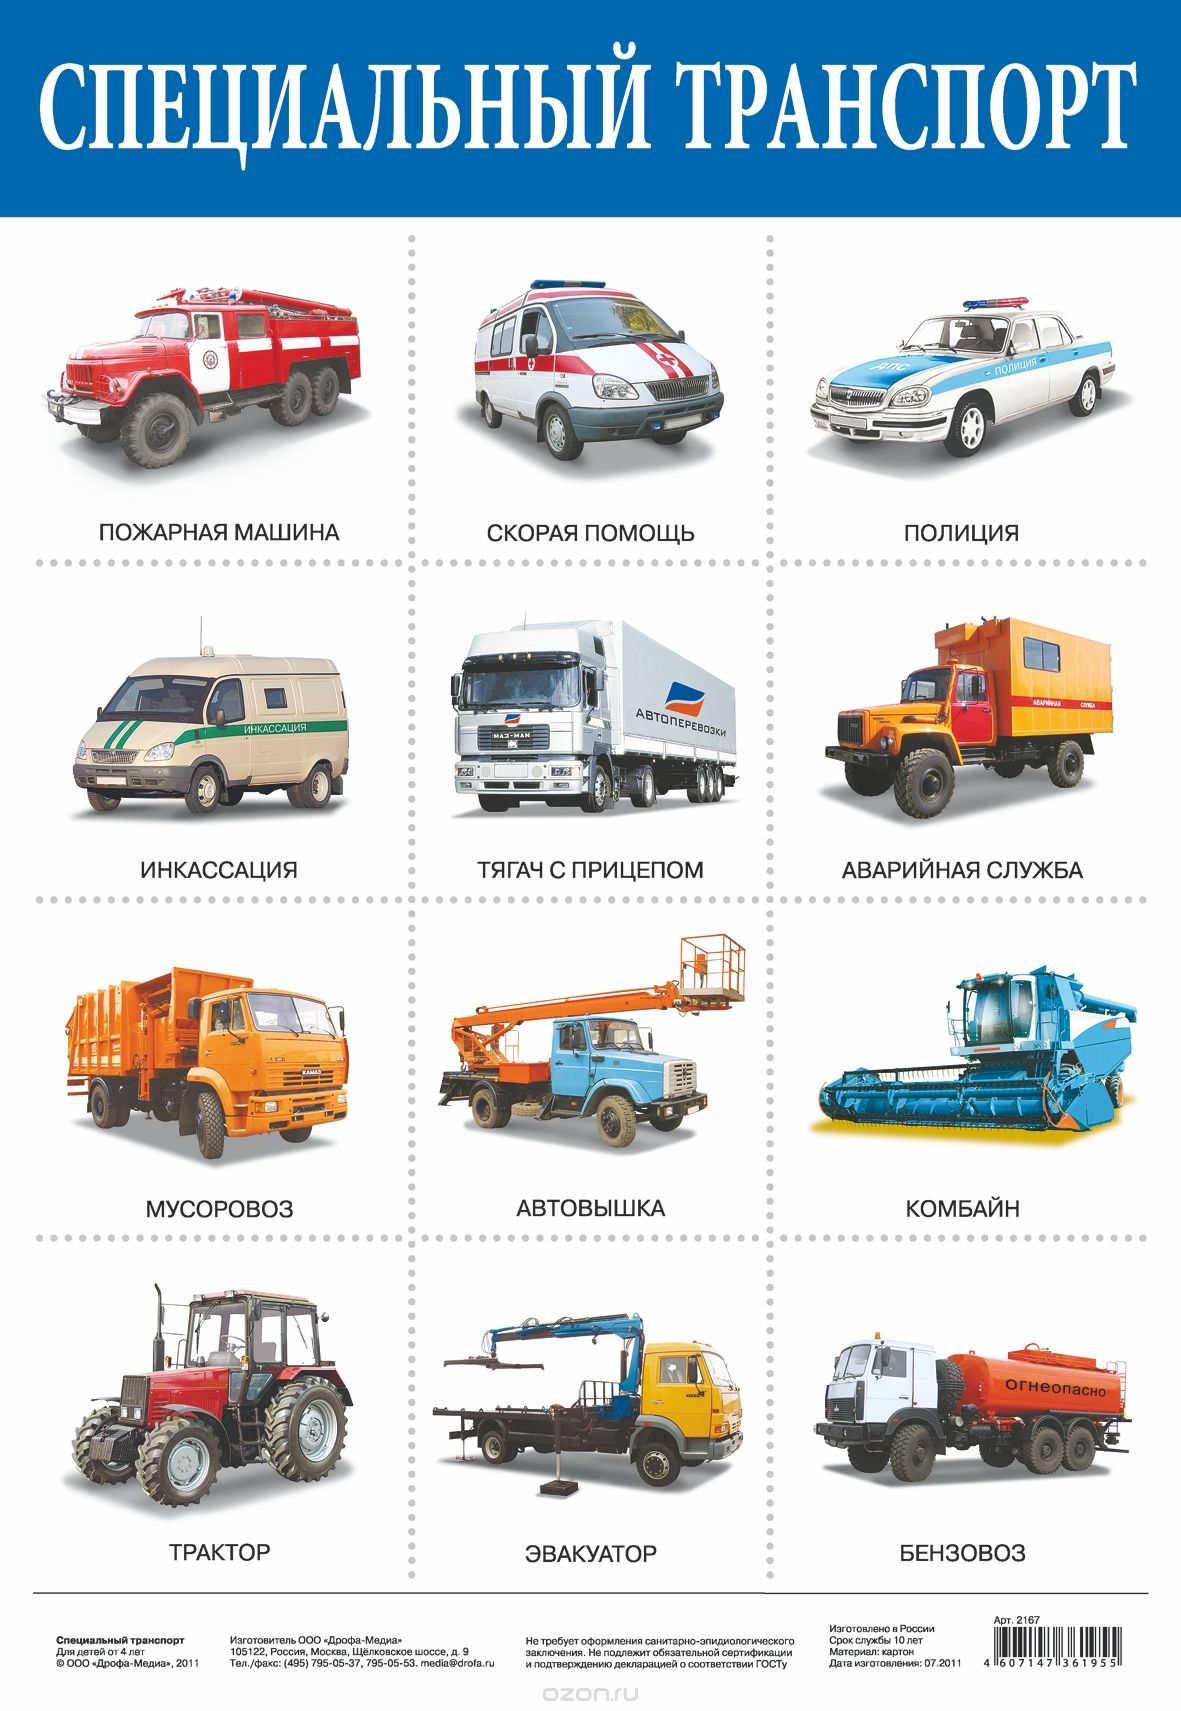 СПЕЦИАЛЬНЫЙ ТРАНСПОРТ
ДПС
ПОЛИЦИЯ
ПОЖАРНАЯ МАШИНА
СКОРАЯ ПОМОЩЬ
ПОЛИЦИЯ
ИНКАССАЦИЯ
АВТОПЕРЕВОЗКИ
МАЗ-MAN
АВАРИЙНАЯ СЛУЖБА
ИНКАССАЦИЯ
ТЯГАЧ С ПРИЦЕПОМ
АВАРИЙНАЯ СЛУЖБА
КАМАЗ
МУСОРОВОЗ
АВТОВЫШКА
КОМБАЙН
ОГНЕОПАСНО
ТРАКТОР
ЭВАКУАТОР
БЕНЗОВОЗ
Специальный транспорт
Для детей от 4 лет
© ООО «Дрофа-Медиа», 2011
Изготовитель ООО «Дрофа-Медиа»
105122, Россия, Москва, Щёлковское шоссе, д. 9
Тел./факс: (495) 795-05-37, 795-05-53. media@drofa.ru
Не требует оформления санитарно-эпидиологического
заключения. Не подлежит обязательной сертификации
и подтверждению декларацией о соответствии ГОСТу
Изготовлено в России
Срок службы 10 лет
Материал: картон
Дата изготовления: 07.2011
Арт. 2167
4 607147 361955
ozon.ru